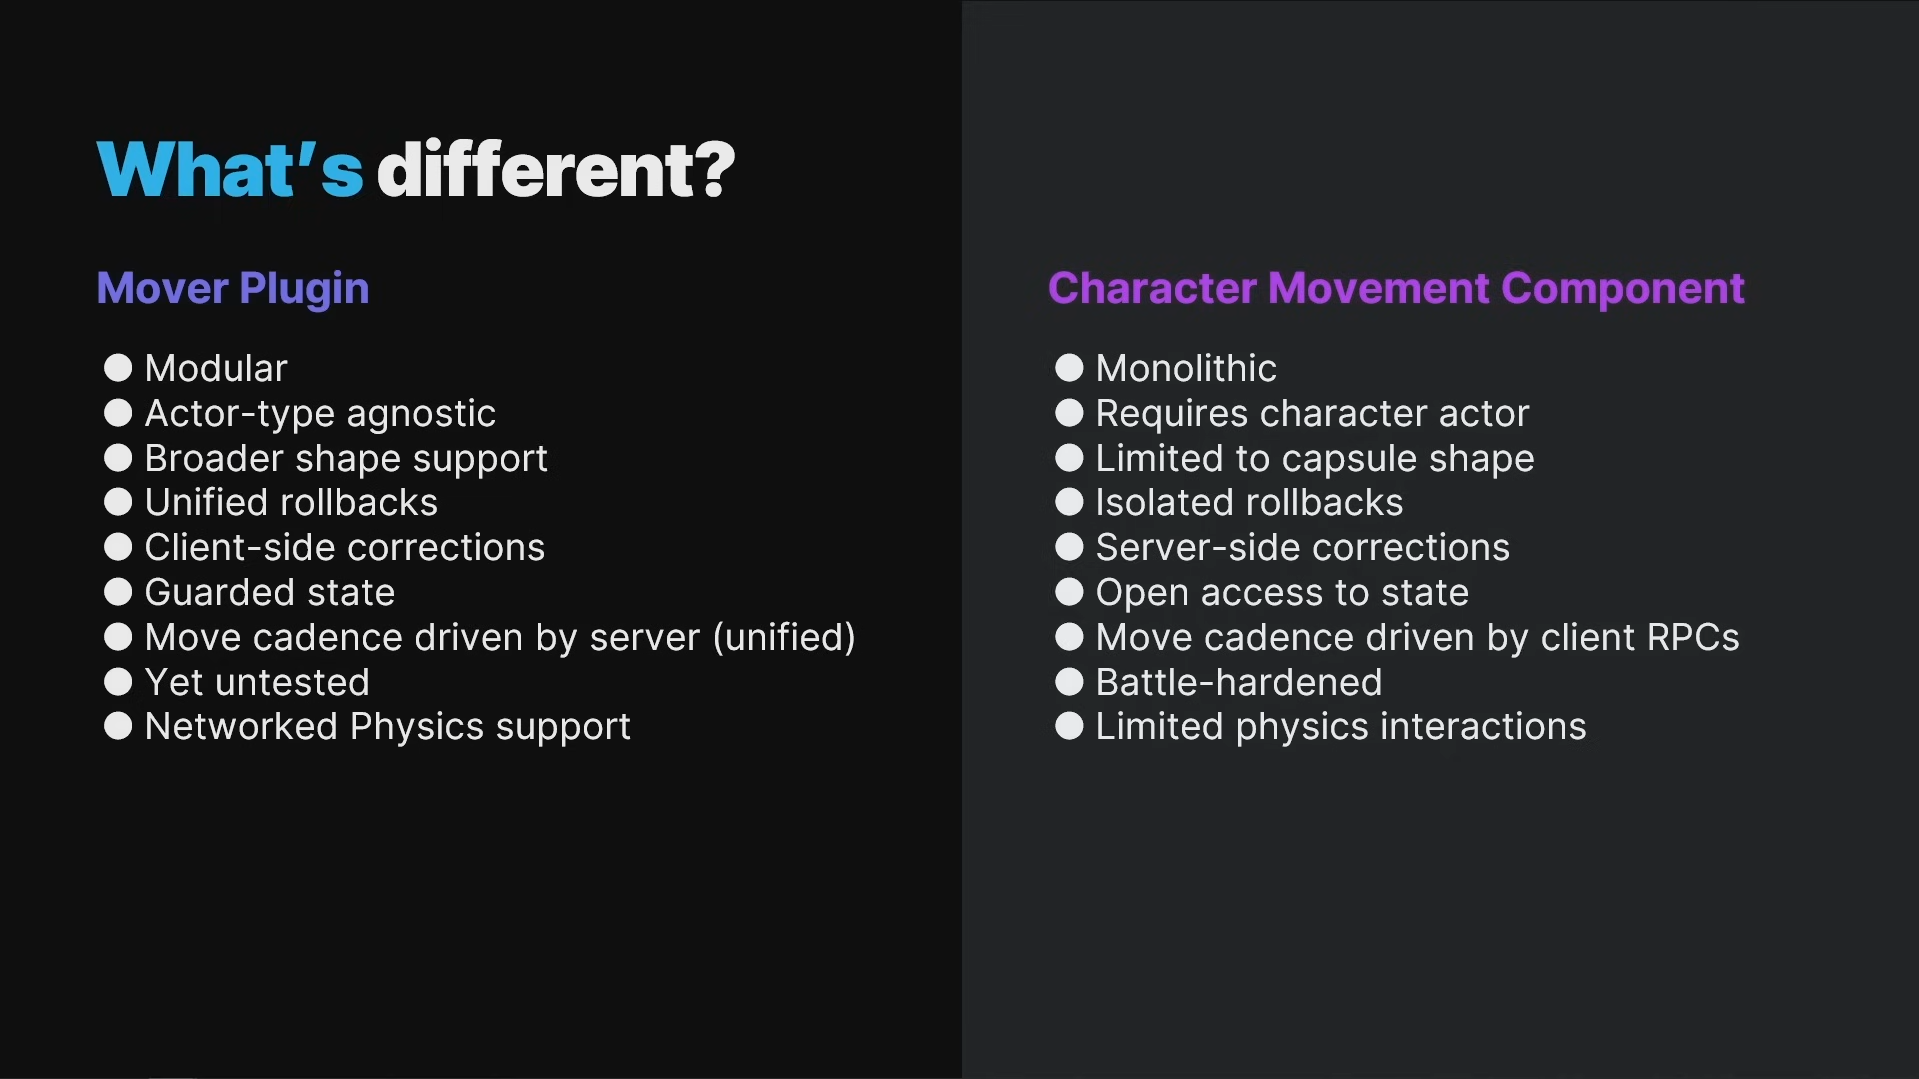 What’s different?
Mover Plugin
● Modular
● Actor-type agnostic
● Broader shape support
● Unified rollbacks
● Client-side corrections
● Guarded state
● Move cadence driven by server (unified)
● Yet untested
● Networked Physics support
Character Movement Component
● Monolithic
● Requires character actor
● Limited to capsule shape
● Isolated rollbacks
● Server-side corrections
● Open access to state
● Move cadence driven by client RPCs
● Battle-hardened
● Limited physics interactions